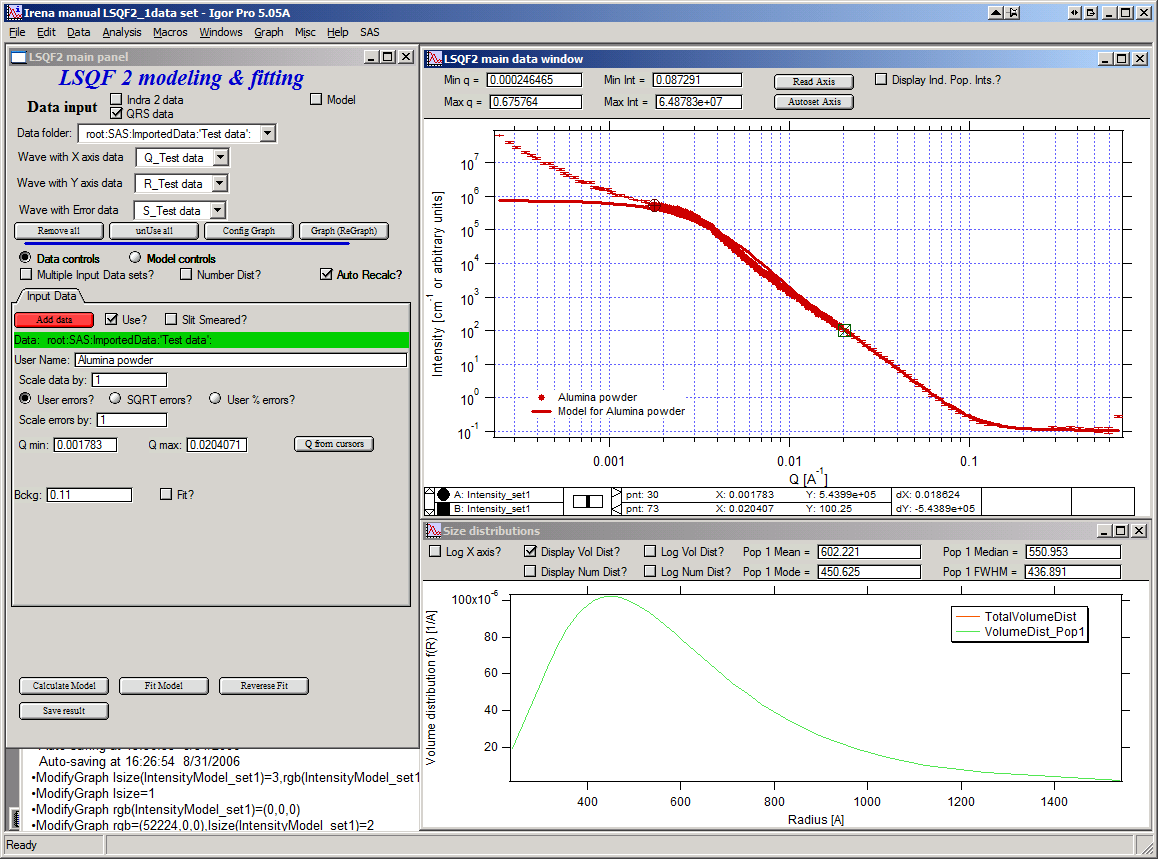 Irena manual LSQF2_1data set - Igor Pro 5.05A
File Edit Data Analysis Macros Windows Graph Misc Help SAS
LSQF2 main panel
LSQF 2 modeling & fitting
Data input
Indra 2 data
Model
QRS data
Data folder: root:SAS:ImportedData:'Test data':
Wave with X axis data Q_Test data
Wave with Y axis data R_Test data
Wave with Error data S_Test data
Remove all unUse all Config Graph Graph (ReGraph)
Data controls Model controls
Multiple Input Data sets? Number Dist? Auto Recalc?
Input Data
Add data Use? Slit Smeared?
Data: root:SAS:ImportedData:'Test data':
User Name: Alumina powder
Scale data by: 1
User errors? SQRT errors? User % errors?
Scale errors by: 1
Q min: 0.001783 Q max: 0.0204071 Q from cursors
Bckg: 0.11 Fit?
Calculate Model Fit Model Reverese Fit
Save result
Auto-saving at 16:26:54 8/31/2006
•ModifyGraph lsize(IntensityModel_set1)=3,rgb(IntensityModel_set1
•ModifyGraph lsize=1
•ModifyGraph rgb(IntensityModel_set1)=(0,0,0)
•ModifyGraph rgb=(52224,0,0),lsize(IntensityModel_set1)=2
Ready
LSQF2 main data window
Min q = 0.000246465 Min Int = 0.087291 Read Axis Display Ind. Pop. Ints.?
Max q = 0.675764 Max Int = 6.48783e+07 Autoset Axis
Intensity [cm-1 or arbitrary units]
10^7
10^6
10^5
10^4
10^3
10^2
10^1
10^0
10^-1
Alumina powder
Model for Alumina powder
0.001 0.01 0.1
Q [A-1]
A: Intensity_set1 pnt: 30 X: 0.001783 Y: 5.4399e+05 dX: 0.018624
B: Intensity_set1 pnt: 73 X: 0.020407 Y: 100.25 dY: -5.4389e+05
Size distributions
Log X axis? Display Vol Dist? Log Vol Dist? Pop 1 Mean = 602.221 Pop 1 Median = 550.953
Display Num Dist? Log Num Dist? Pop 1 Mode = 450.625 Pop 1 FWHM = 436.891
Volume distribution f(R) [1/A]
100x10^-6
80
60
40
20
TotalVolumeDist
VolumeDist_Pop1
400 600 800 1000 1200 1400
Radius [A]